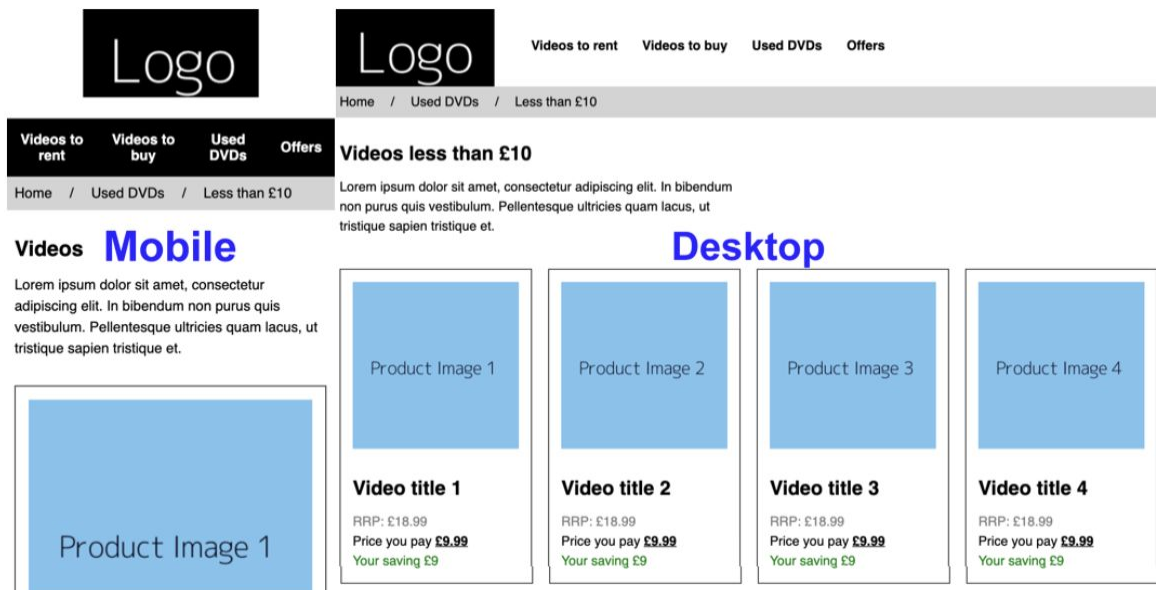 Logo
Videos to
rent
Videos to
buy
Used
DVDs
Offers
Home / Used DVDs / Less than £10
Videos
Mobile
Lorem ipsum dolor sit amet, consectetur
adipiscing elit. In bibendum non purus quis
vestibulum. Pellentesque ultricies quam lacus, ut
tristique sapien tristique et.
Product Image 1
Logo
Videos to rent Videos to buy Used DVDs Offers
Home / Used DVDs / Less than £10
Videos less than £10
Lorem ipsum dolor sit amet, consectetur adipiscing elit. In bibendum
non purus quis vestibulum. Pellentesque ultricies quam lacus, ut
tristique sapien tristique et.
Desktop
Product Image 1
Video title 1
RRP: £18.99
Price you pay £9.99
Your saving £9
Product Image 2
Video title 2
RRP: £18.99
Price you pay £9.99
Your saving £9
Product Image 3
Video title 3
RRP: £18.99
Price you pay £9.99
Your saving £9
Product Image 4
Video title 4
RRP: £18.99
Price you pay £9.99
Your saving £9